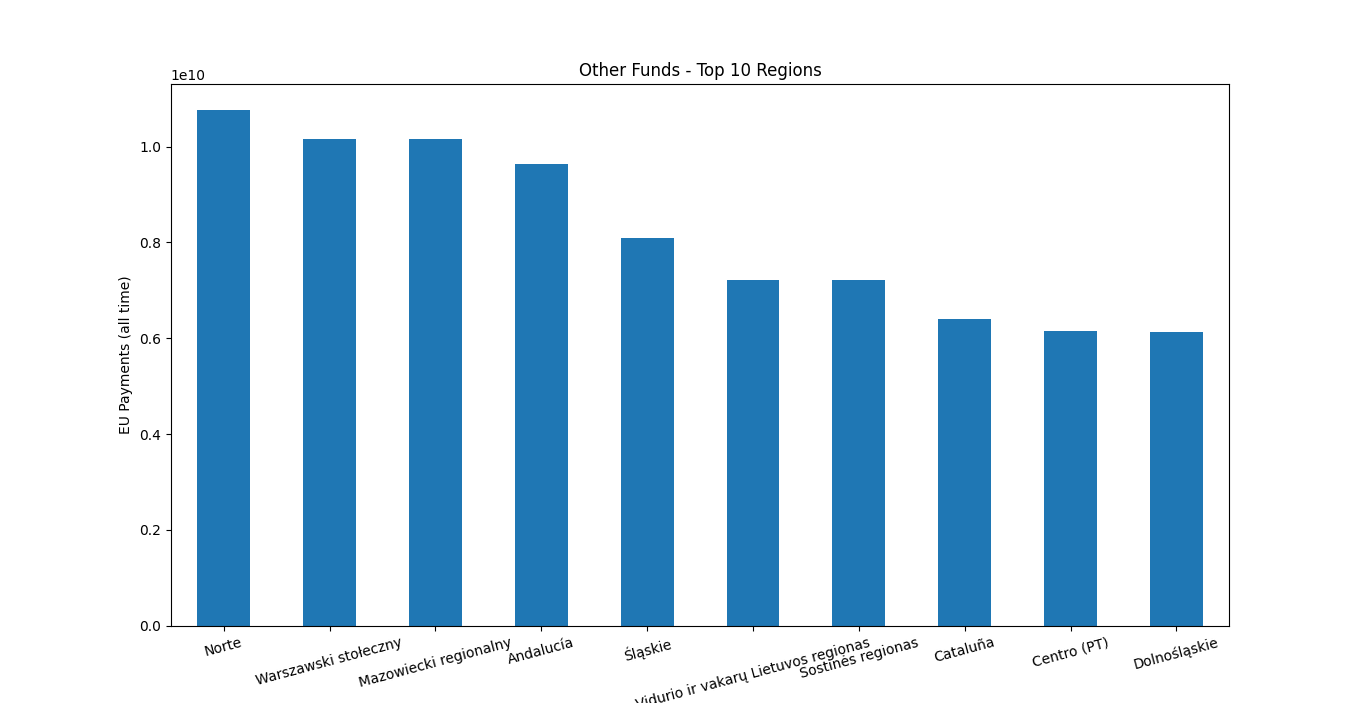 Other Funds - Top 10 Regions
1e10
1.0
0.8
0.6
0.4
0.2
0.0
EU Payments (all time)
Norte
Warszawski stołeczny
Mazowiecki regionalny
Andalucía
Śląskie
Vidurio ir vakarų Lietuvos regionas
Sostinės regionas
Cataluña
Centro (PT)
Dolnośląskie